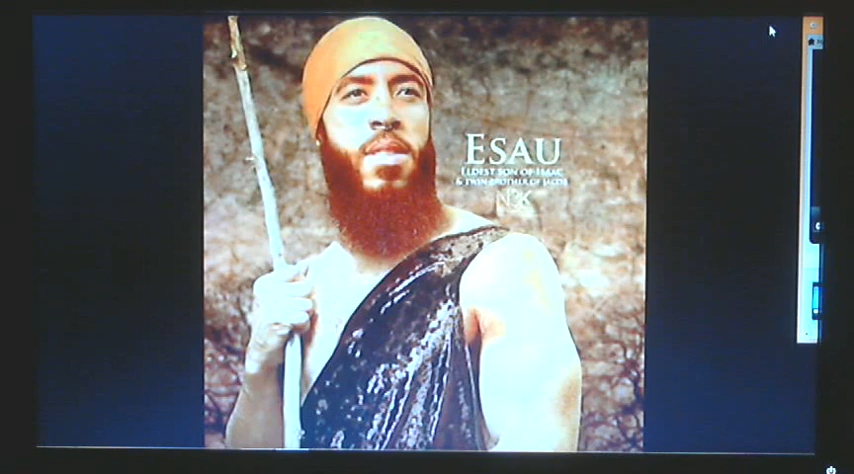 ESAU
ELDEST SON OF ISAAC
& TWIN BROTHER OF JACOB